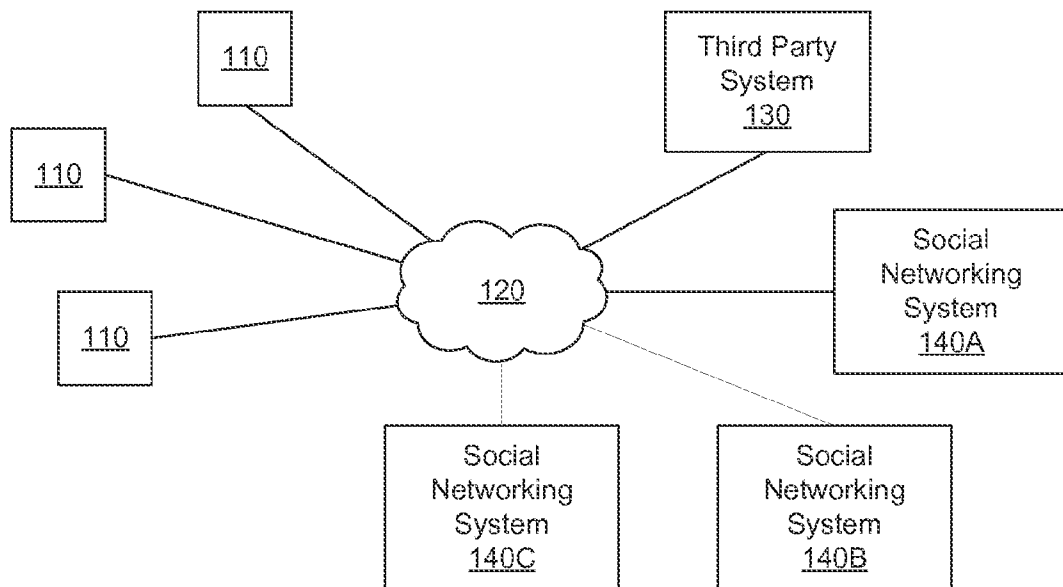 110
Third Party
System
130
110
120
Social
Networking
System
140A
110
Social
Networking
System
140C
Social
Networking
System
140B